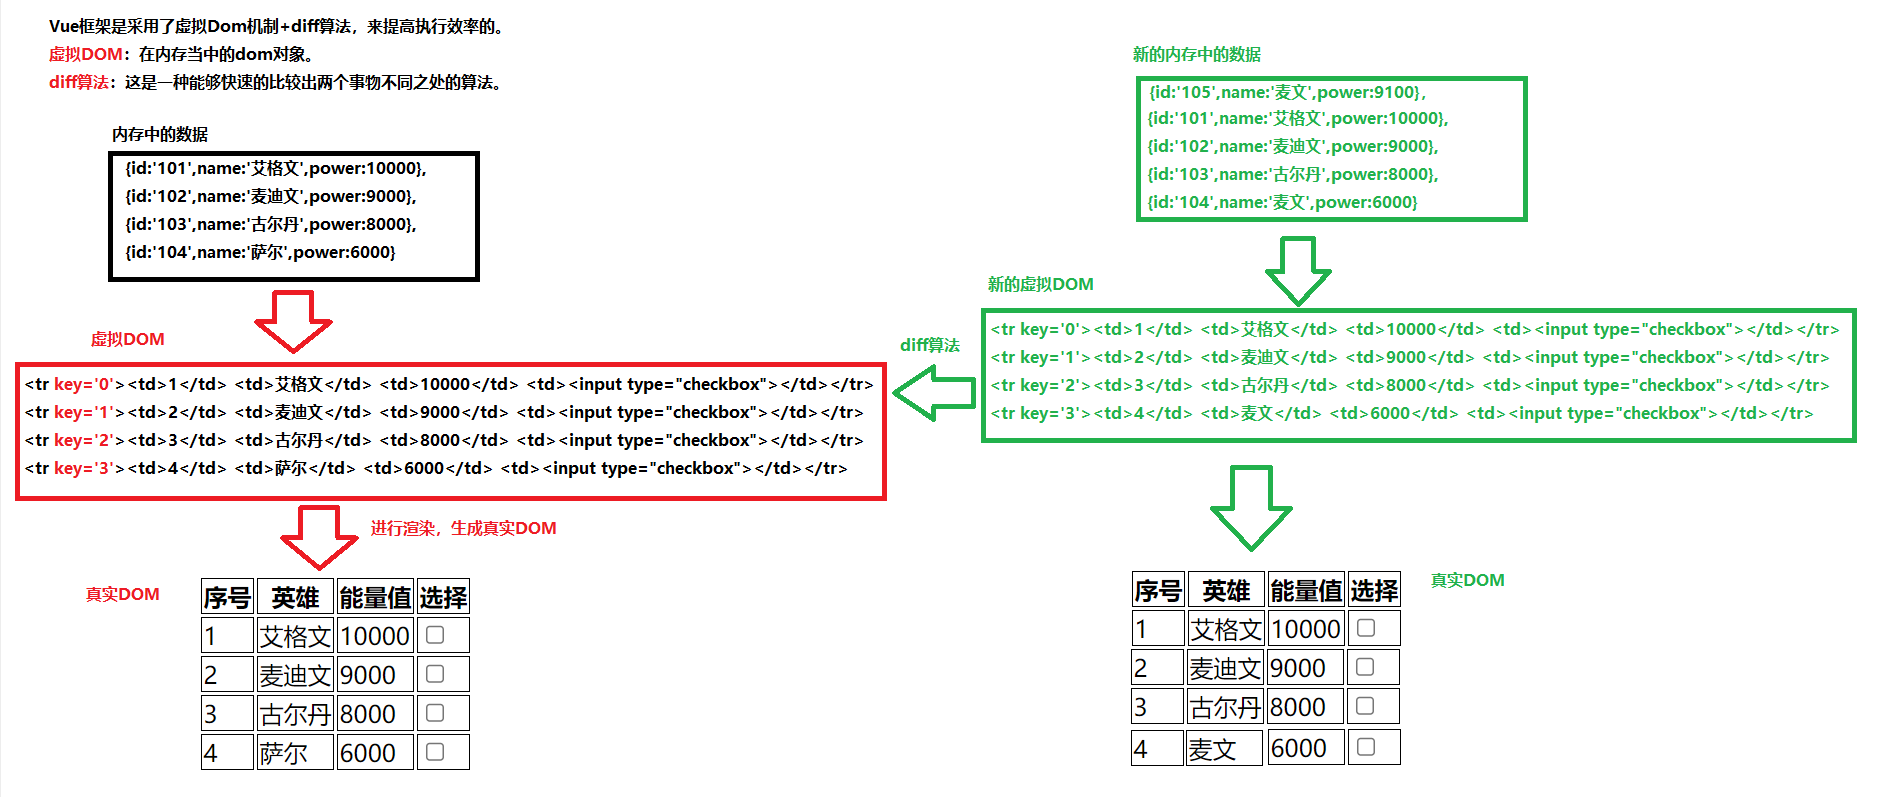 Vue框架是采用了虚拟Dom机制+diff算法，来提高执行效率的。
虚拟DOM：在内存当中的dom对象。
diff算法：这是一种能够快速的比较出两个事物不同之处的算法。
内存中的数据
{id:'101',name:'艾格文',power:10000},
{id:'102',name:'麦迪文',power:9000},
{id:'103',name:'古尔丹',power:8000},
{id:'104',name:'萨尔',power:6000}
虚拟DOM
<tr key='0'><td>1</td> <td>艾格文</td> <td>10000</td> <td><input type="checkbox"></td></tr>
<tr key='1'><td>2</td> <td>麦迪文</td> <td>9000</td> <td><input type="checkbox"></td></tr>
<tr key='2'><td>3</td> <td>古尔丹</td> <td>8000</td> <td><input type="checkbox"></td></tr>
<tr key='3'><td>4</td> <td>萨尔</td> <td>6000</td> <td><input type="checkbox"></td></tr>
进行渲染，生成真实DOM
真实DOM
序号 英雄 能量值 选择
1 艾格文 10000
2 麦迪文 9000
3 古尔丹 8000
4 萨尔 6000
新的内存中的数据
{id:'105',name:'麦文',power:9100},
{id:'101',name:'艾格文',power:10000},
{id:'102',name:'麦迪文',power:9000},
{id:'103',name:'古尔丹',power:8000},
{id:'104',name:'麦文',power:6000}
新的虚拟DOM
<tr key='0'><td>1</td> <td>艾格文</td> <td>10000</td> <td><input type="checkbox"></td></tr>
<tr key='1'><td>2</td> <td>麦迪文</td> <td>9000</td> <td><input type="checkbox"></td></tr>
<tr key='2'><td>3</td> <td>古尔丹</td> <td>8000</td> <td><input type="checkbox"></td></tr>
<tr key='3'><td>4</td> <td>麦文</td> <td>6000</td> <td><input type="checkbox"></td></tr>
diff算法
真实DOM
序号 英雄 能量值 选择
1 艾格文 10000
2 麦迪文 9000
3 古尔丹 8000
4 麦文 6000